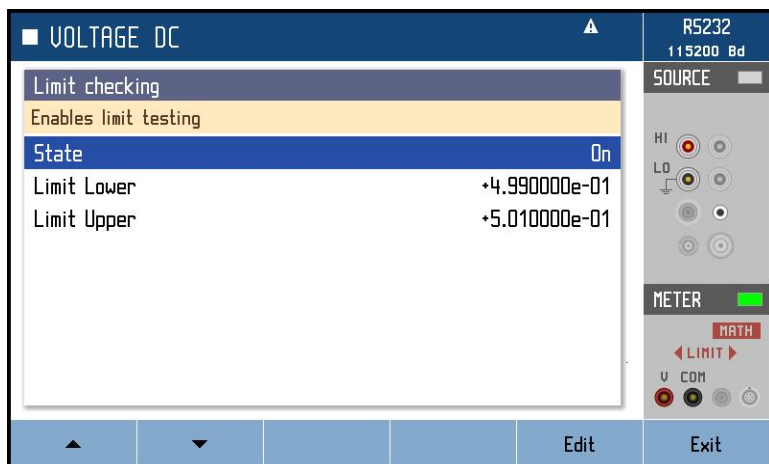 VOLTAGE DC
RS232
115200 Bd
Limit checking
SOURCE
Enables limit testing
State On
HI
Limit Lower +4.990000e-01
LO
Limit Upper +5.010000e-01
METER
MATH
LIMIT
V COM
Edit Exit